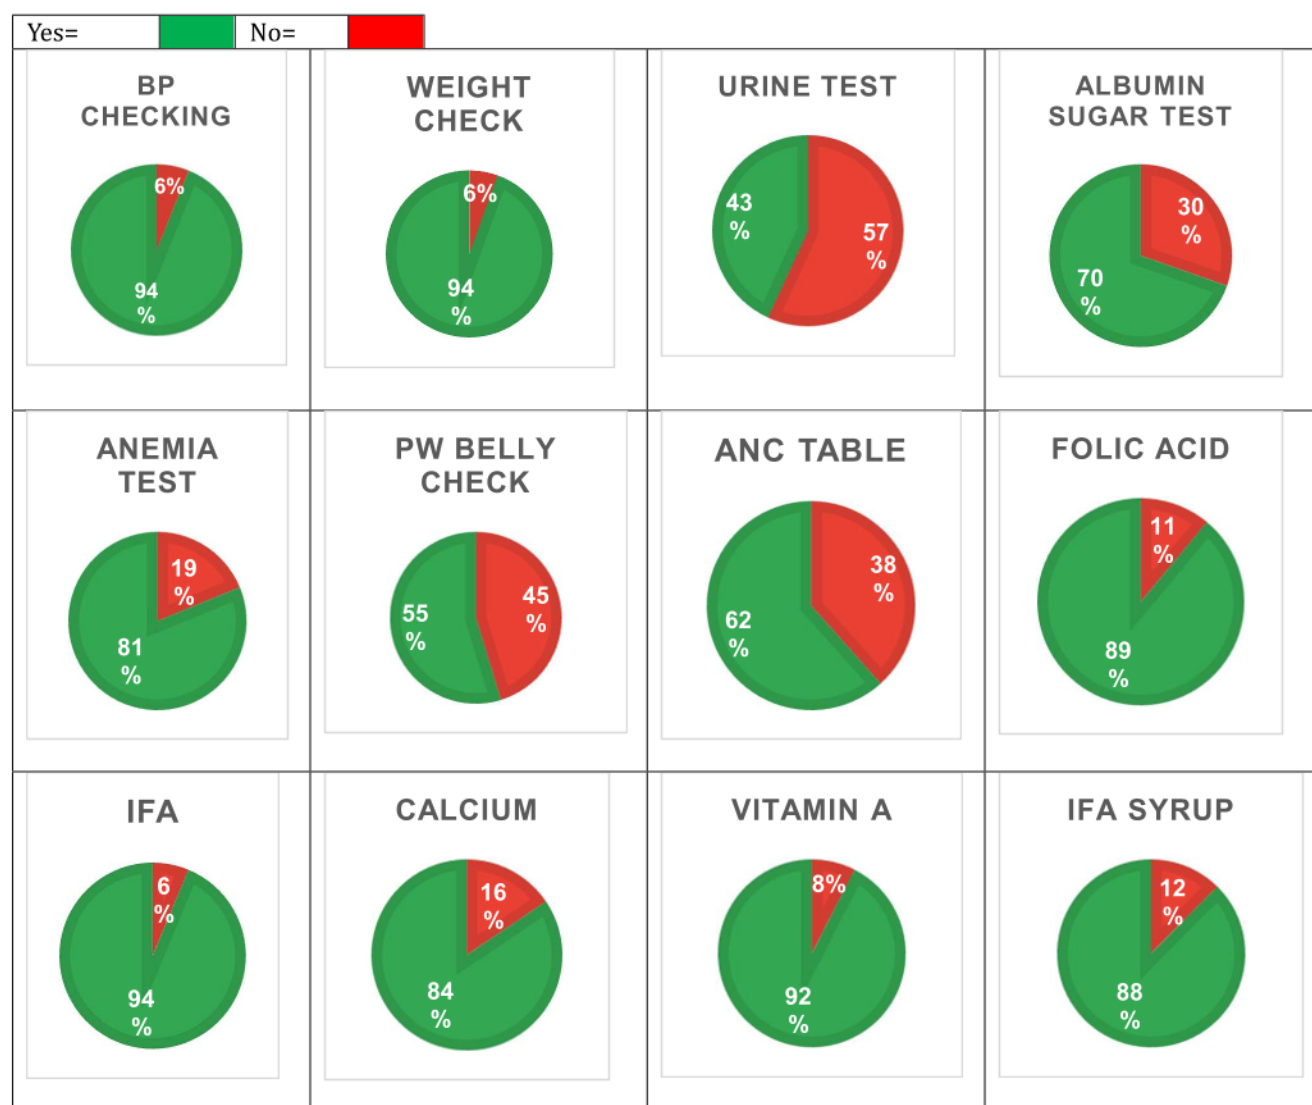 Yes= No=
BP
CHECKING
6%
94
%
WEIGHT
CHECK
6%
94
%
URINE TEST
43
%
57
%
ALBUMIN
SUGAR TEST
30
%
70
%
ANEMIA
TEST
19
%
81
%
PW BELLY
CHECK
55
%
45
%
ANC TABLE
38
%
62
%
FOLIC ACID
11
%
89
%
IFA
6
%
94
%
CALCIUM
16
%
84
%
VITAMIN A
8%
92
%
IFA SYRUP
12
%
88
%